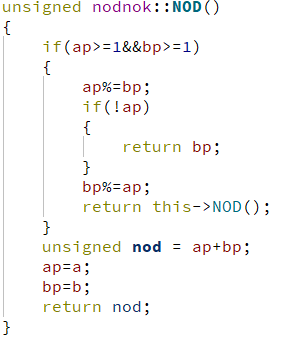 unsigned nodnok::NOD()
{
    if(ap>=1&&bp>=1)
    {
        ap%=bp;
        if(!ap)
        {
            return bp;
        }
        bp%=ap;
        return this->NOD();
    }
    unsigned nod = ap+bp;
    ap=a;
    bp=b;
    return nod;
}